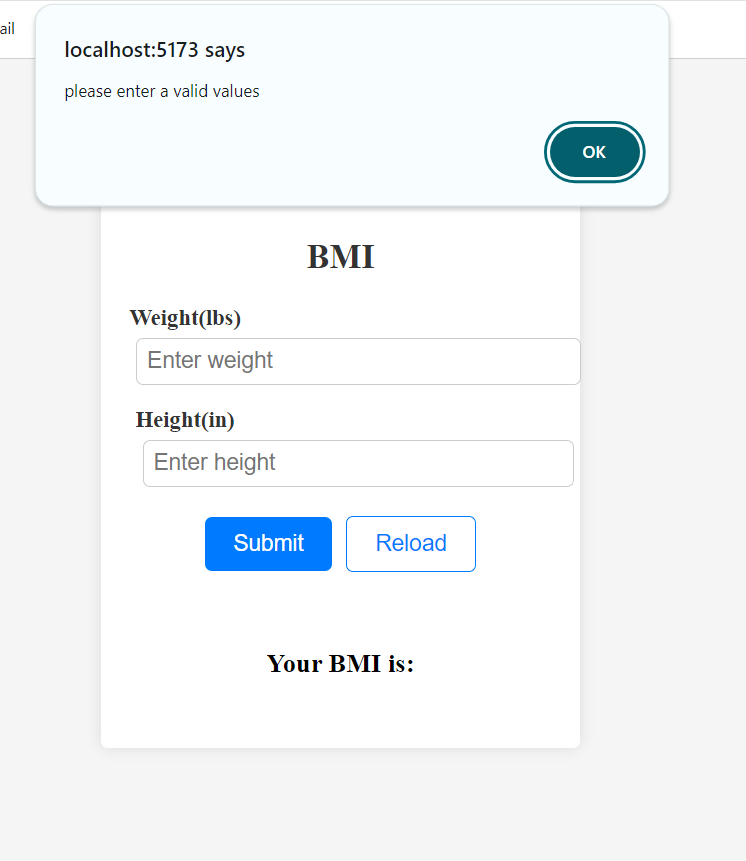 ail
localhost:5173 says
please enter a valid values
OK
BMI
Weight(lbs)
Enter weight
Height(in)
Enter height
Submit Reload
Your BMI is: